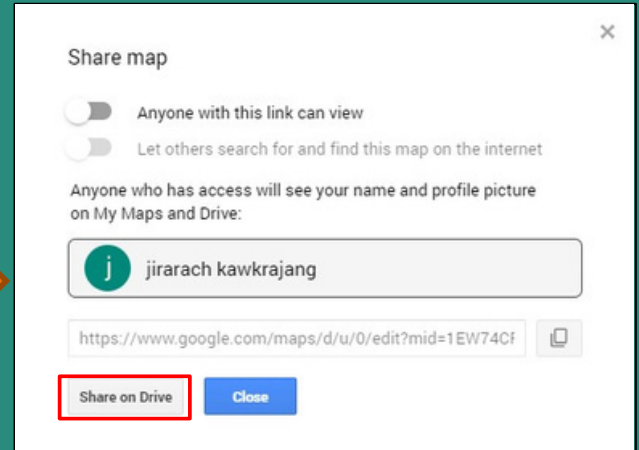 Share map
Anyone with this link can view
Let others search for and find this map on the internet
Anyone who has access will see your name and profile picture
on My Maps and Drive:
j
jirarach kawkrajang
https://www.google.com/maps/d/u/0/edit?mid=1EW74CF
Share on Drive
Close